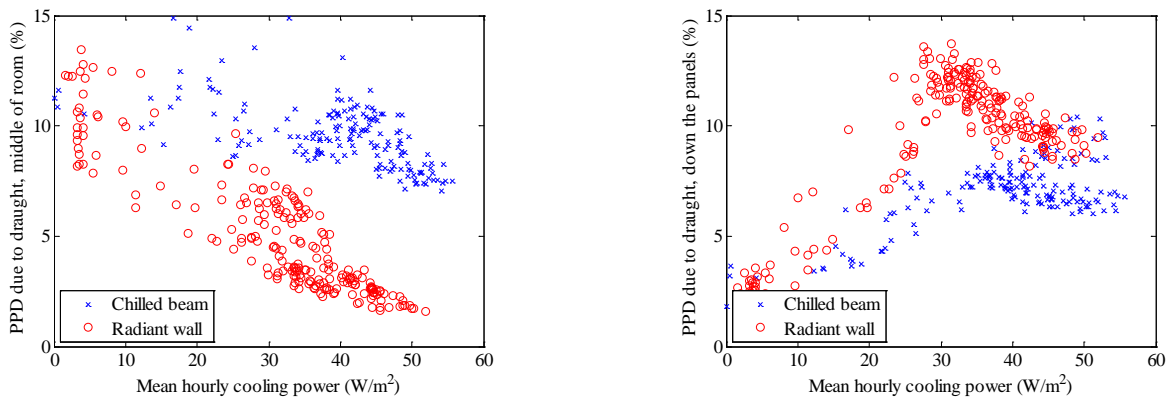 PPD due to draught, middle of room (%)
15
10
5
0
0 10 20 30 40 50 60
Mean hourly cooling power (W/m²)
Chilled beam
Radiant wall
PPD due to draught, down the panels (%)
15
10
5
0
0 10 20 30 40 50 60
Mean hourly cooling power (W/m²)
Chilled beam
Radiant wall